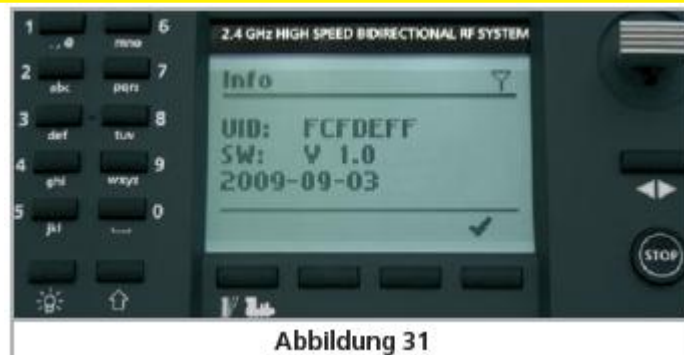 2.4 GHz HIGH SPEED BIDIRECTIONAL RF SYSTEM
1 .,@
mno 6
2 abc
pqrs 7
3 def
tuv 8
4 ghi
wxyz 9
5 jkl
0
Info
UID: FCFDEFF
SW: V 1.0
2009-09-03
STOP
Abbildung 31